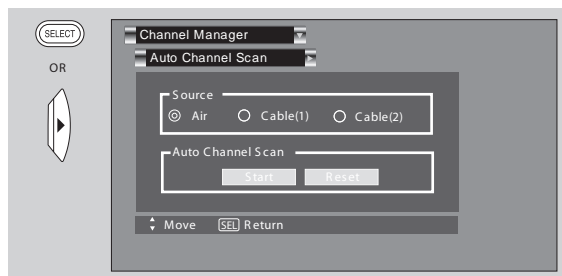 SELECT
OR
Channel Manager
Auto Channel Scan
Source
Air Cable(1) Cable(2)
Auto Channel Scan
Start Reset
Move SEL Return